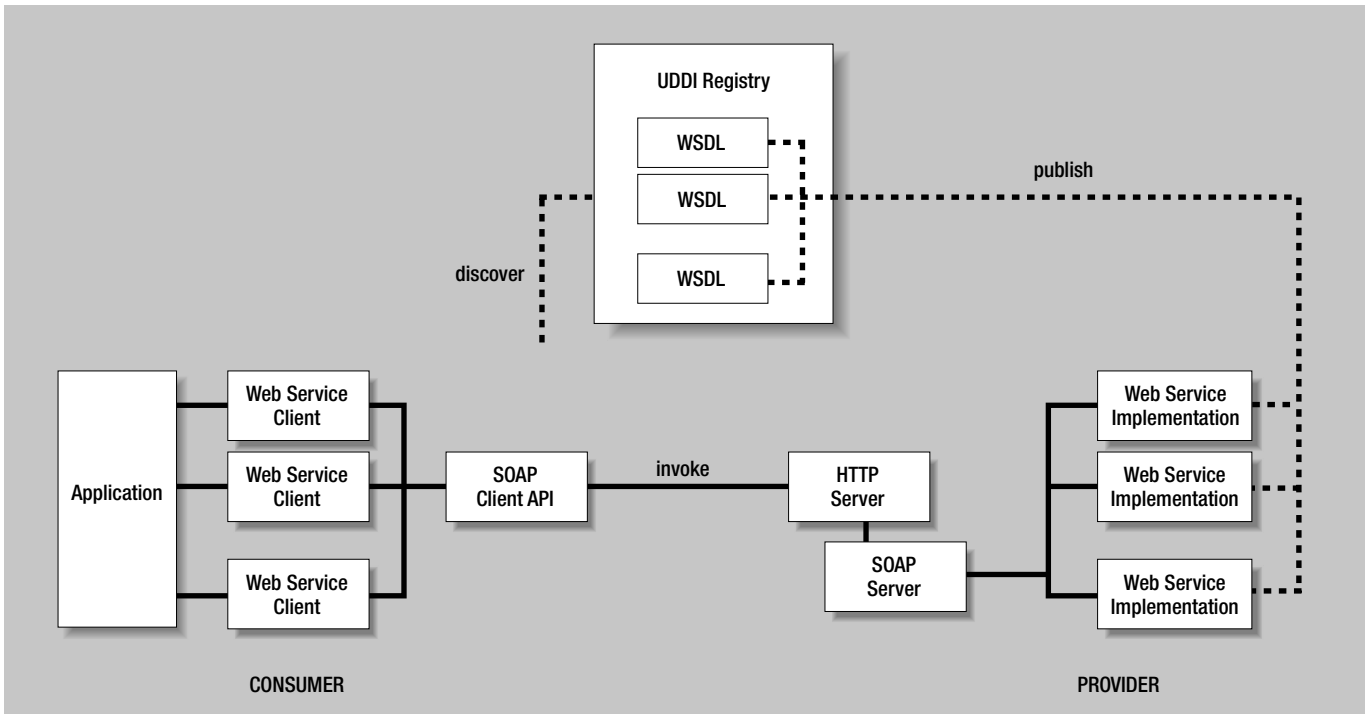 UDDI Registry
WSDL
WSDL
WSDL
publish
discover
Application
Web Service
Client
Web Service
Client
Web Service
Client
SOAP
Client API
invoke
HTTP
Server
SOAP
Server
Web Service
Implementation
Web Service
Implementation
Web Service
Implementation
CONSUMER
PROVIDER